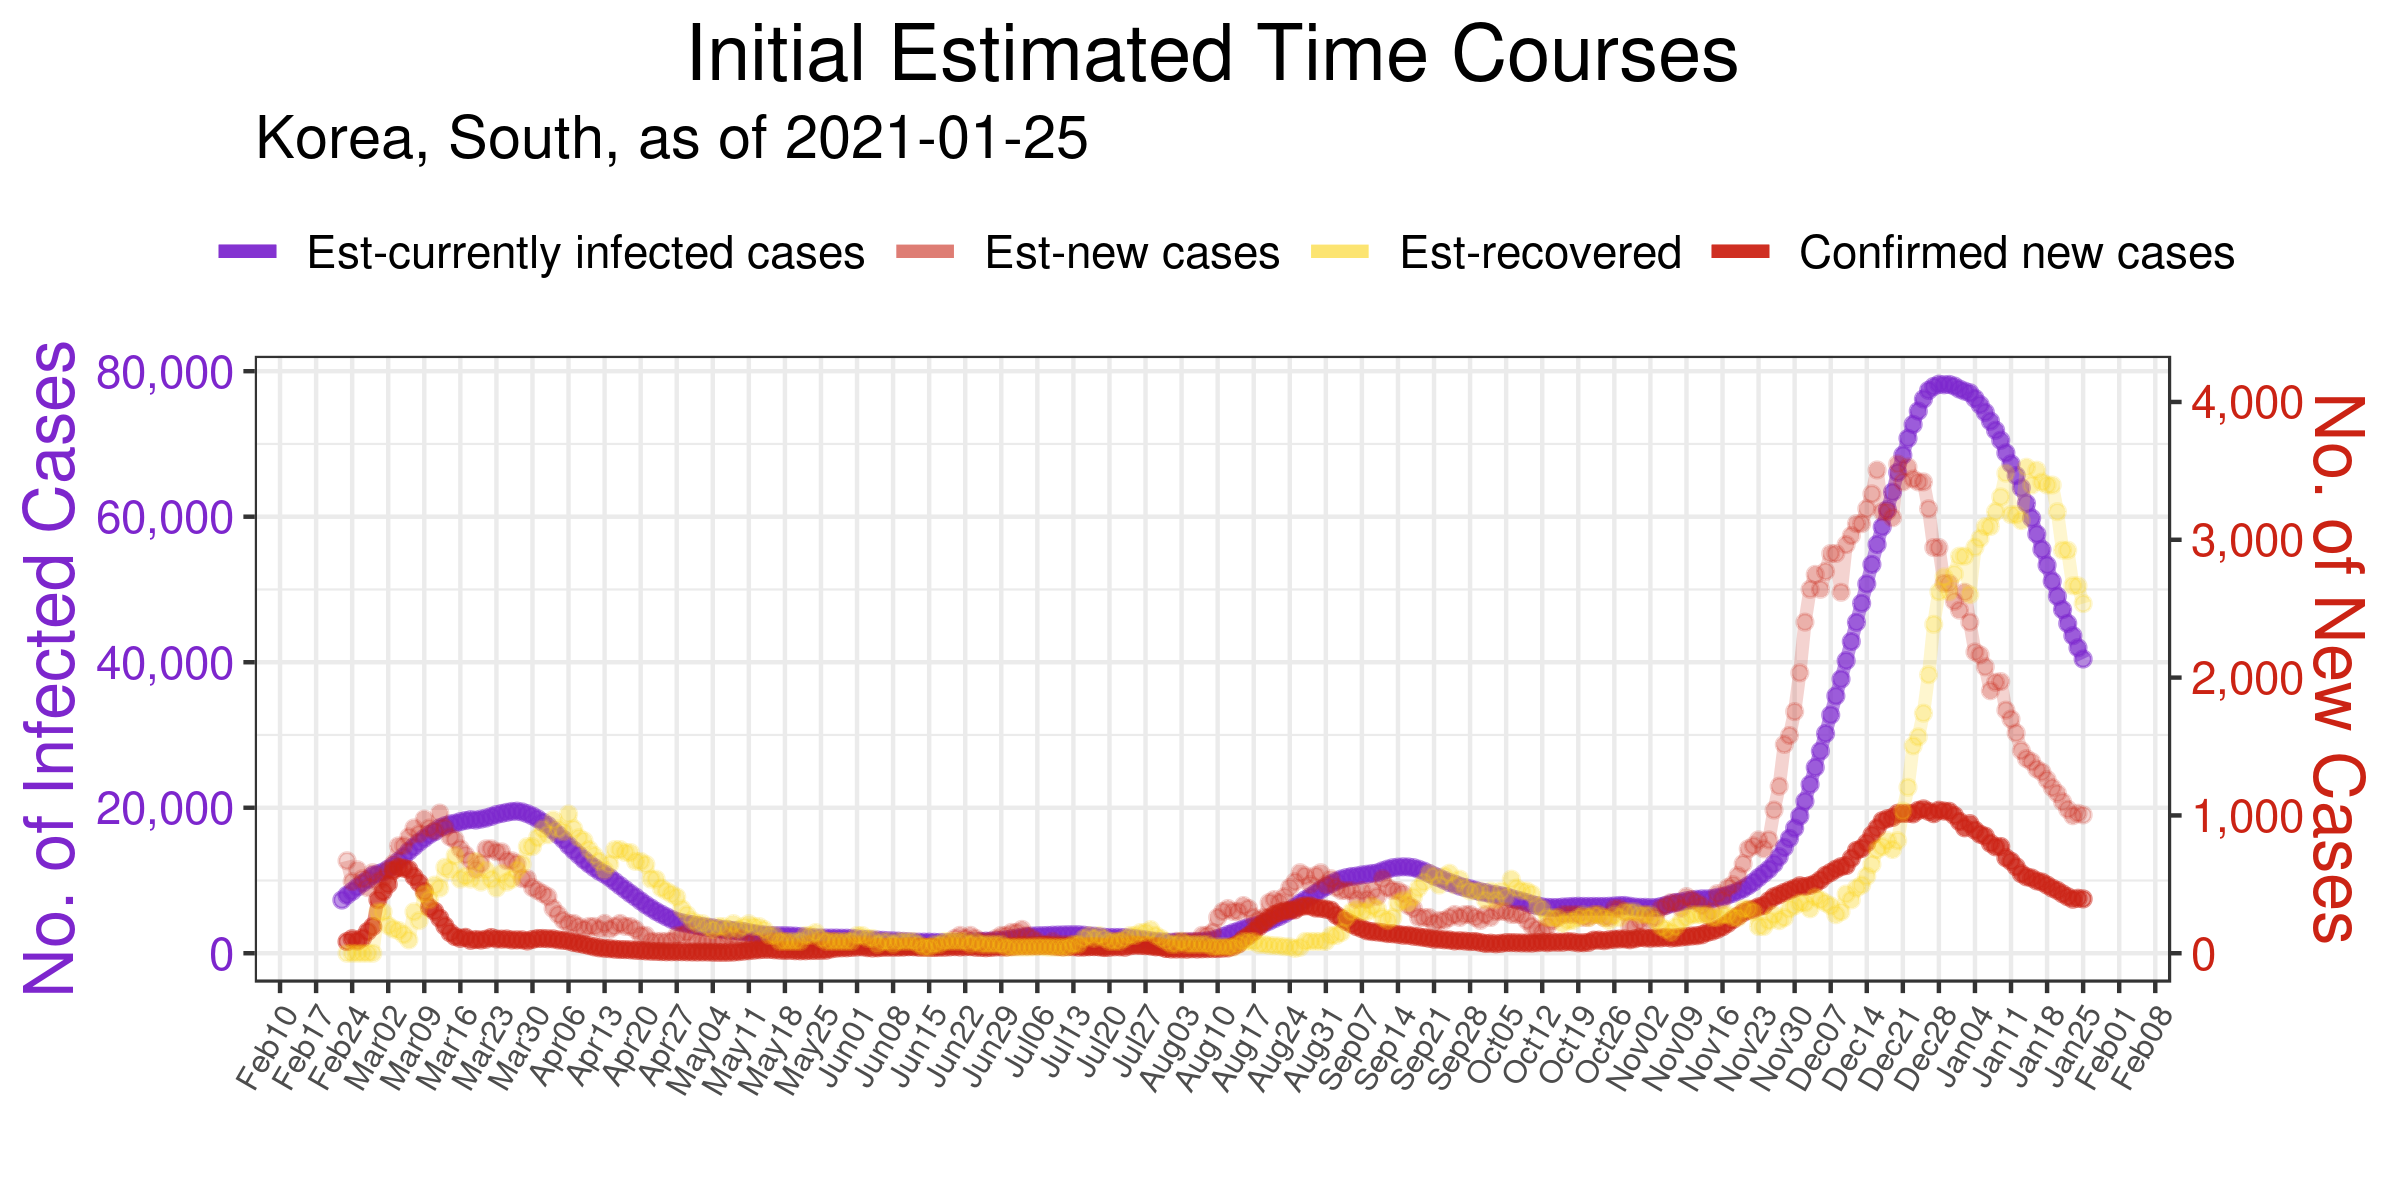 Initial Estimated Time Courses
Korea, South, as of 2021-01-25
Est-currently infected cases Est-new cases Est-recovered Confirmed new cases
No. of Infected Cases
80,000
60,000
40,000
20,000
0
4,000
3,000
2,000
1,000
0
No. of New Cases
Feb10 Feb17 Feb24 Mar02 Mar09 Mar16 Mar23 Mar30 Apr06 Apr13 Apr20 Apr27 May04 May11 May18 May25 Jun01 Jun08 Jun15 Jun22 Jun29 Jul06 Jul13 Jul20 Jul27 Aug03 Aug10 Aug17 Aug24 Aug31 Sep07 Sep14 Sep21 Sep28 Oct05 Oct12 Oct19 Oct26 Nov02 Nov09 Nov16 Nov23 Nov30 Dec07 Dec14 Dec21 Dec28 Jan04 Jan11 Jan18 Jan25 Feb01 Feb08